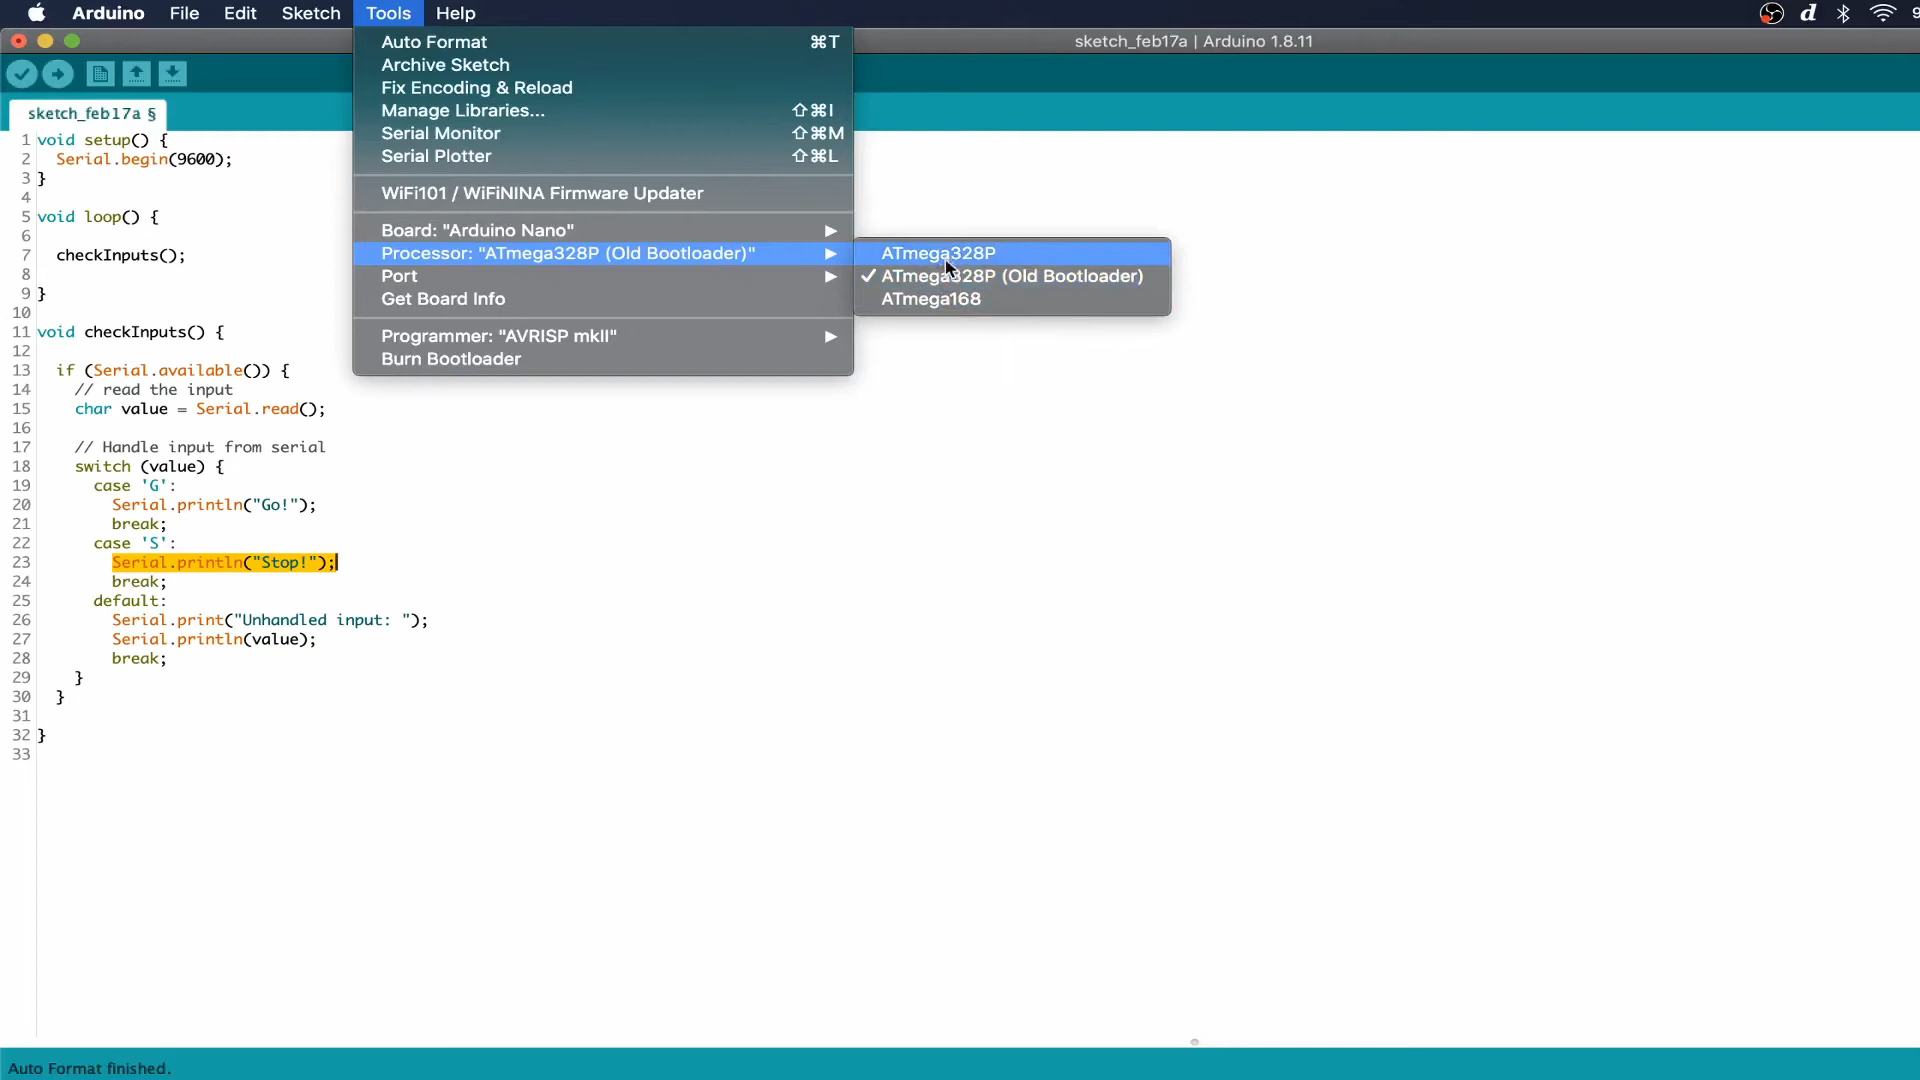 Arduino File Edit Sketch Tools Help
sketch_feb17a | Arduino 1.8.11
Auto Format ⌘T
Archive Sketch
Fix Encoding & Reload
Manage Libraries... ⇧⌘I
Serial Monitor ⇧⌘M
Serial Plotter ⇧⌘L
WiFi101 / WiFiNINA Firmware Updater
Board: "Arduino Nano"
Processor: "ATmega328P (Old Bootloader)"
Port
Get Board Info
Programmer: "AVRISP mkII"
Burn Bootloader
ATmega328P
✓ ATmega328P (Old Bootloader)
ATmega168
sketch_feb17a §
1 void setup() {
2 Serial.begin(9600);
3 }
4
5 void loop() {
6
7 checkInputs();
8
9 }
10
11 void checkInputs() {
12
13 if (Serial.available()) {
14 // read the input
15 char value = Serial.read();
16
17 // Handle input from serial
18 switch (value) {
19 case 'G':
20 Serial.println("Go!");
21 break;
22 case 'S':
23 Serial.println("Stop!");
24 break;
25 default:
26 Serial.print("Unhandled input: ");
27 Serial.println(value);
28 break;
29 }
30 }
31
32 }
33
Auto Format finished.